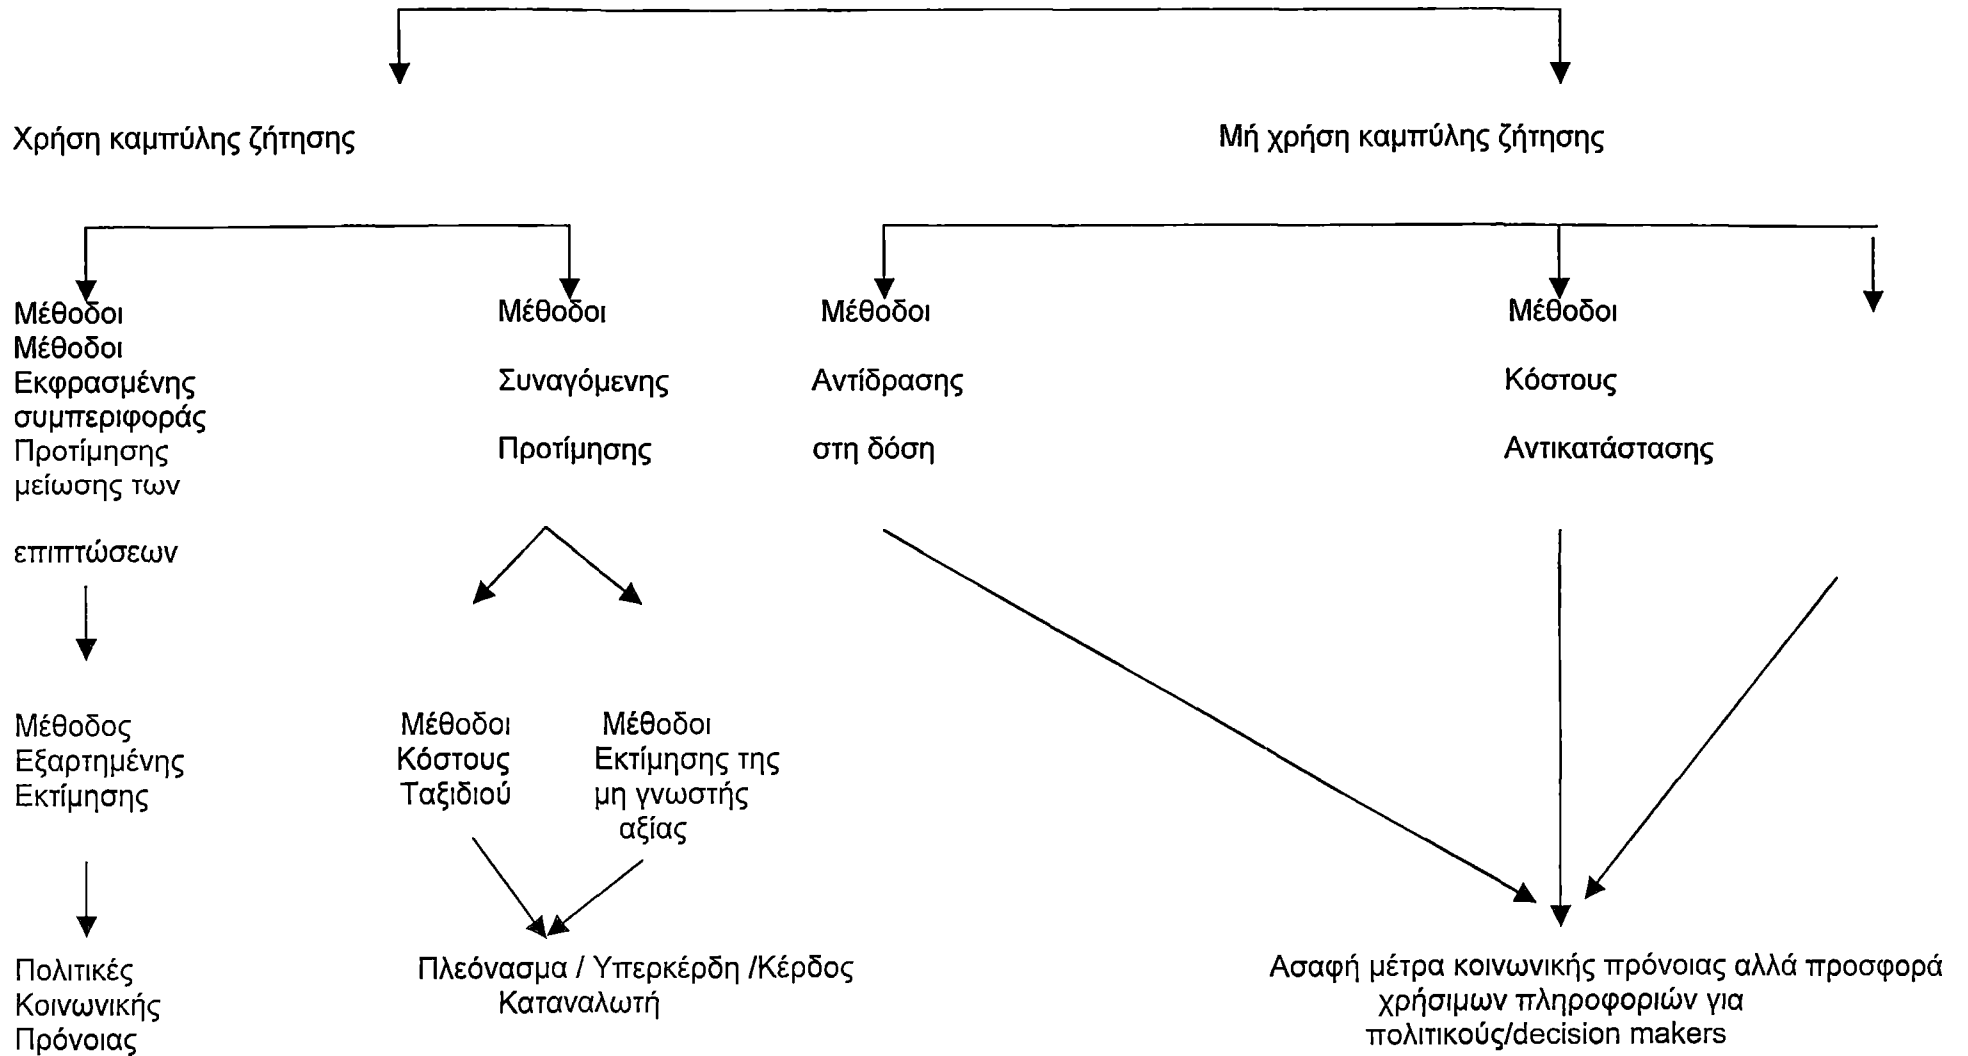 Χρήση καμπύλης ζήτησης
Μή χρήση καμπύλης ζήτησης
Μέθοδοι
Μέθοδοι
Εκφρασμένης
συμπεριφοράς
Προτίμησης
μείωσης των
επιπτώσεων
Μέθοδοι
Συναγόμενης
Προτίμησης
Μέθοδοι
Αντίδρασης
στη δόση
Μέθοδοι
Κόστους
Αντικατάστασης
Μέθοδος
Εξαρτημένης
Εκτίμησης
Μέθοδοι
Κόστους
Ταξιδιού
Μέθοδοι
Εκτίμησης της
μη γνωστής
αξίας
Πολιτικές
Κοινωνικής
Πρόνοιας
Πλεόνασμα / Υπερκέρδη /Κέρδος
Καταναλωτή
Ασαφή μέτρα κοινωνικής πρόνοιας αλλά προσφορά
χρήσιμων πληροφοριών για
πολιτικούς/decision makers